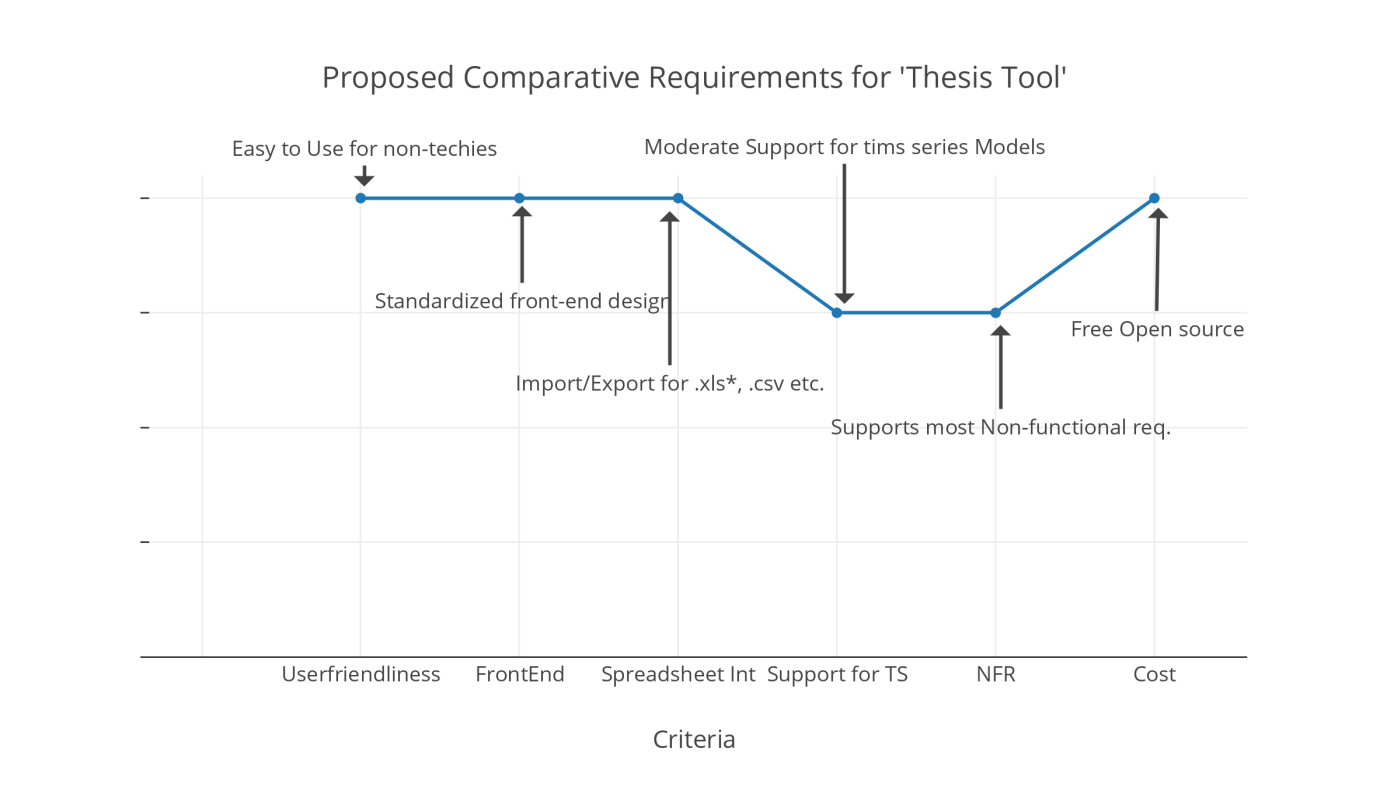 Proposed Comparative Requirements for 'Thesis Tool'
Easy to Use for non-techies
Moderate Support for tims series Models
Standardized front-end design
Free Open source
Import/Export for .xls*, .csv etc.
Supports most Non-functional req.
Userfriendliness
FrontEnd
Spreadsheet Int
Support for TS
NFR
Cost
Criteria